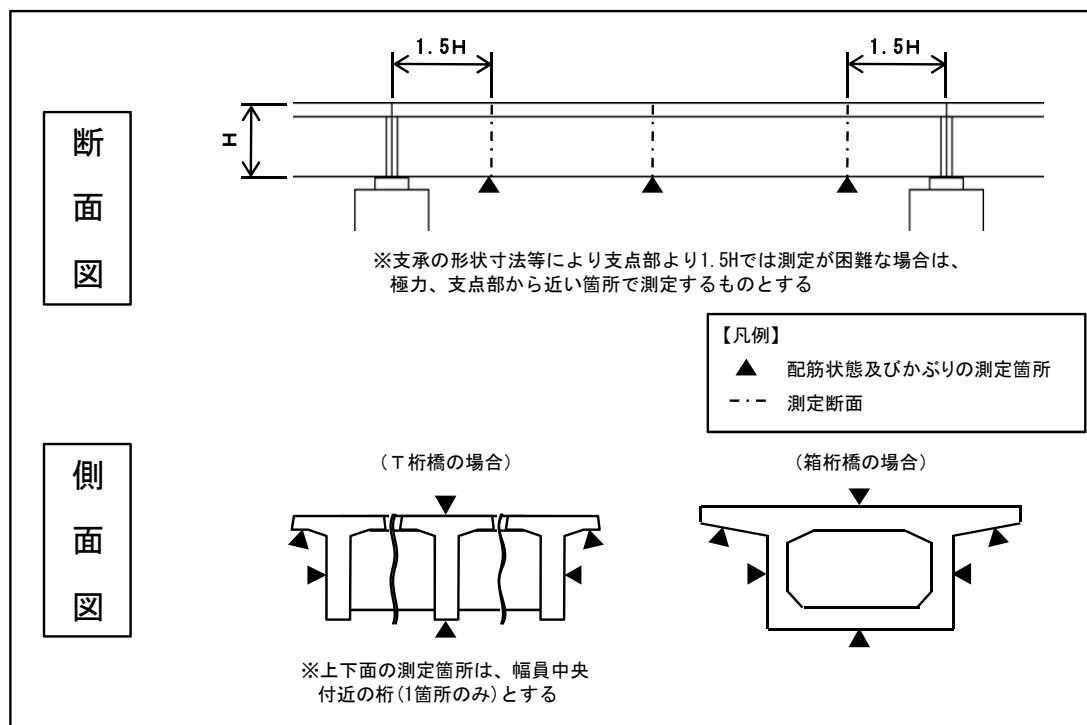 断面図
1.5H
1.5H
H
※支承の形状寸法等により支点部より1.5Hでは測定が困難な場合は、
極力、支点部から近い箇所で測定するものとする
【凡例】
▲ 配筋状態及びかぶりの測定箇所
測定断面
側面図
(T桁橋の場合)
(箱桁橋の場合)
※上下面の測定箇所は、幅員中央
付近の桁(1箇所のみ)とする